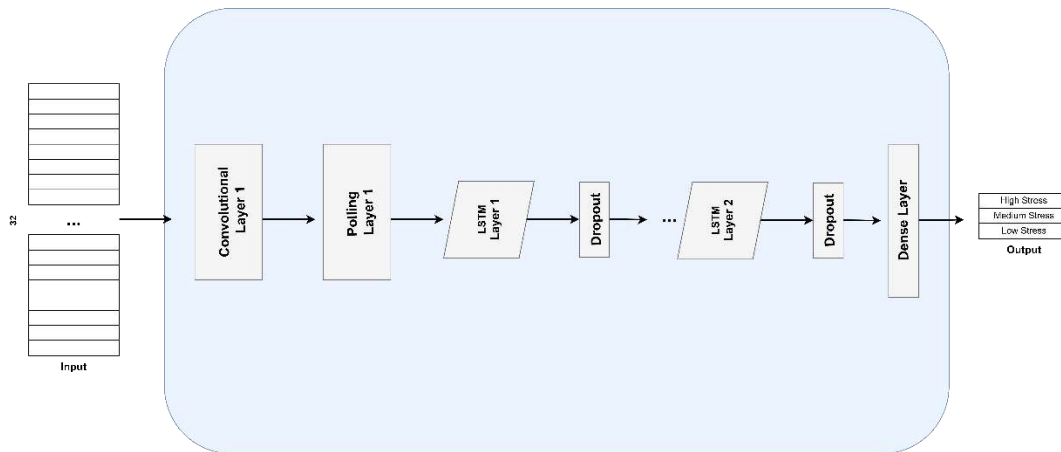 32
...
Input
Convolutional
Layer 1
Polling
Layer 1
LSTM
Layer 1
Dropout
...
LSTM
Layer 2
Dropout
Dense Layer
High Stress
Medium Stress
Low Stress
Output